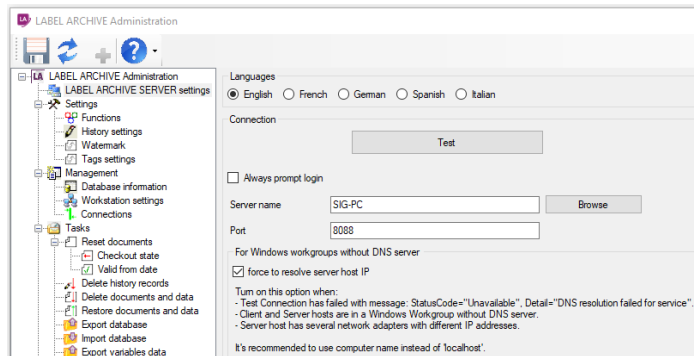 LA LABEL ARCHIVE Administration
LA LABEL ARCHIVE Administration
LABEL ARCHIVE SERVER settings
Settings
Functions
History settings
Watermark
Tags settings
Management
Database information
Workstation settings
Connections
Tasks
Reset documents
Checkout state
Valid from date
Delete history records
Delete documents and data
Restore documents and data
Export database
Import database
Export variables data
Languages
English French German Spanish Italian
Connection
Test
Always prompt login
Server name SIG-PC Browse
Port 8088
For Windows workgroups without DNS server
force to resolve server host IP
Turn on this option when:
- Test Connection has failed with message: StatusCode="Unavailable", Detail="DNS resolution failed for service".
- Client and Server hosts are in a Windows Workgroup without DNS server.
- Server host has several network adapters with different IP addresses.
It's recommended to use computer name instead of 'localhost'.